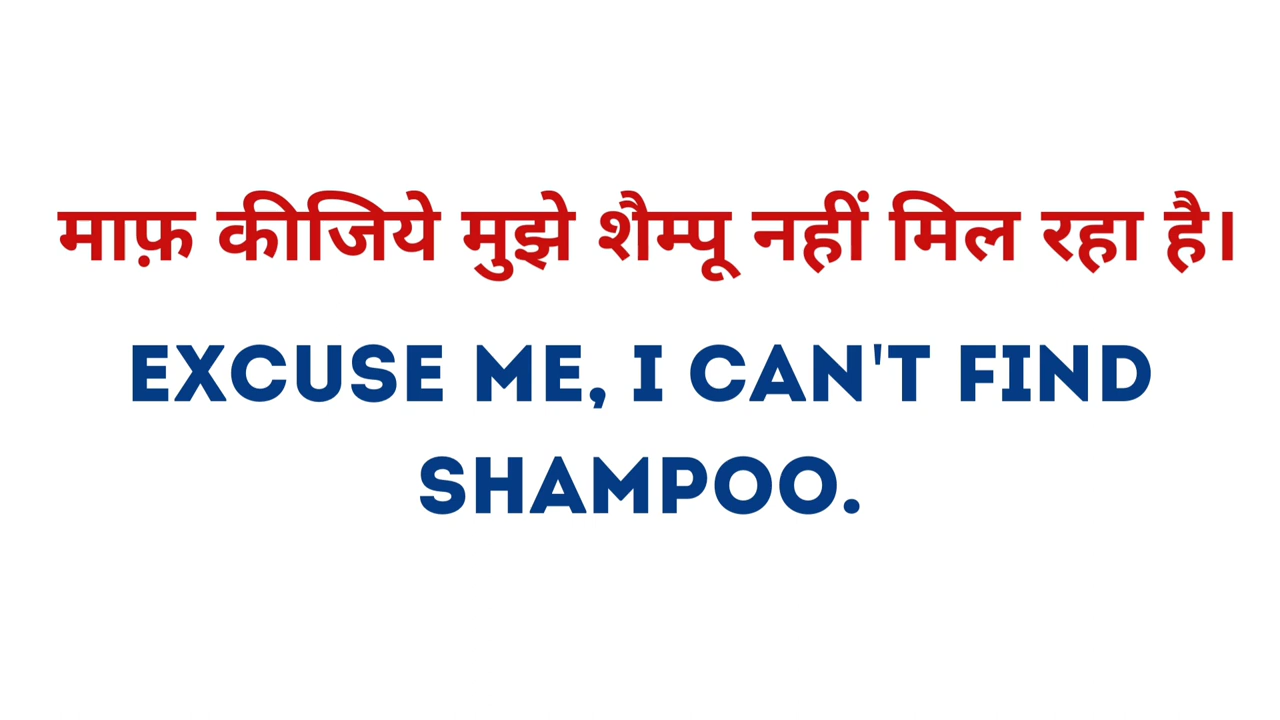 माफ़ कीजिये मुझे शैम्पू नहीं मिल रहा है।
EXCUSE ME, I CAN'T FIND
SHAMPOO.